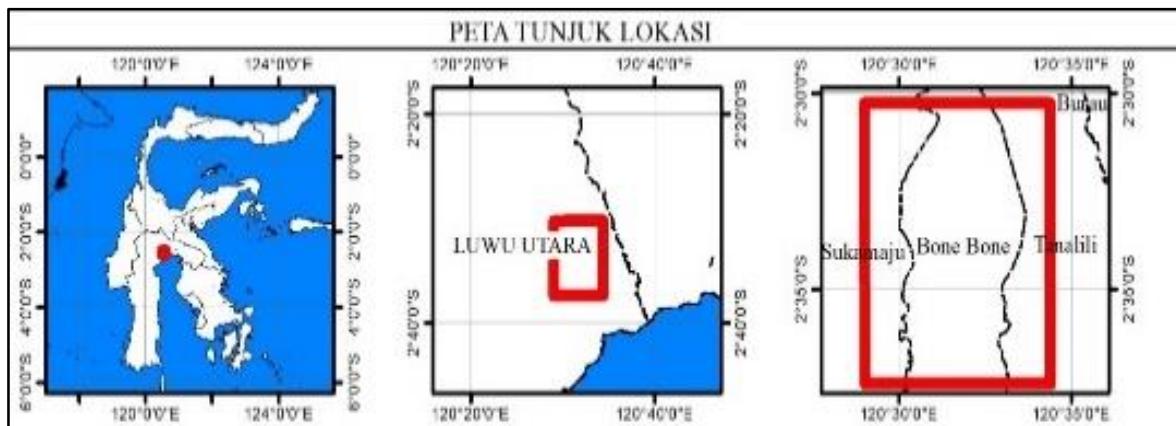 PETA TUNJUK LOKASI
120°0'0"E 124°0'0"E
0°0'0" 0°0'0"
2°0'0"S 2°0'0"S
4°0'0"S 4°0'0"S
6°0'0"S 6°0'0"S
120°0'0"E 124°0'0"E
120°20'0"E 120°40'0"E
2°20'0"S 2°20'0"S
LUWU UTARA
2°40'0"S 2°40'0"S
120°20'0"E 120°40'0"E
120°30'0"E 120°35'0"E
2°30'0"S Burau 2°30'0"S
Sukamaju Bone Bone Tanalili
2°35'0"S 2°35'0"S
120°30'0"E 120°35'0"E